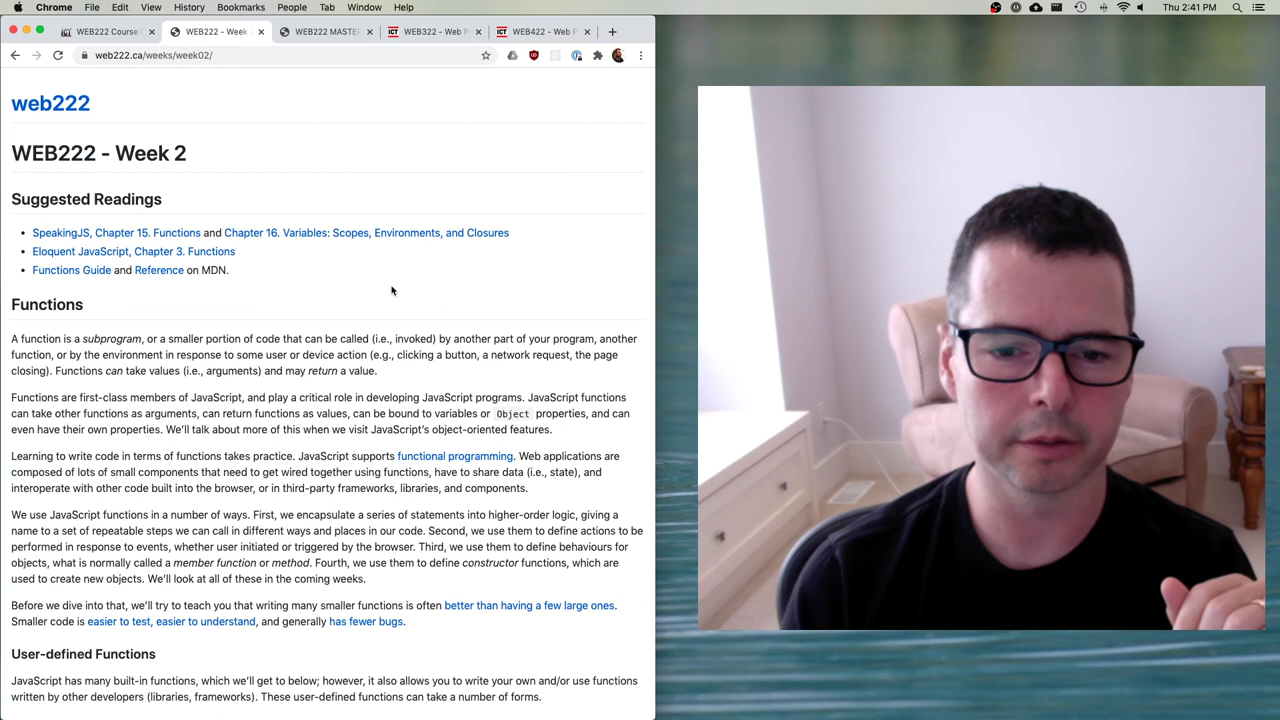 Chrome File Edit View History Bookmarks People Tab Window Help Thu 2:41 PM
WEB222 Course WEB222 - Week WEB222 MASTER WEB322 - Web P WEB422 - Web P
web222.ca/weeks/week02/
web222
WEB222 - Week 2
Suggested Readings
• SpeakingJS, Chapter 15. Functions and Chapter 16. Variables: Scopes, Environments, and Closures
• Eloquent JavaScript, Chapter 3. Functions
• Functions Guide and Reference on MDN.
Functions
A function is a subprogram, or a smaller portion of code that can be called (i.e., invoked) by another part of your program, another
function, or by the environment in response to some user or device action (e.g., clicking a button, a network request, the page
closing). Functions can take values (i.e., arguments) and may return a value.
Functions are first-class members of JavaScript, and play a critical role in developing JavaScript programs. JavaScript functions
can take other functions as arguments, can return functions as values, can be bound to variables or Object properties, and can
even have their own properties. We'll talk about more of this when we visit JavaScript's object-oriented features.
Learning to write code in terms of functions takes practice. JavaScript supports functional programming. Web applications are
composed of lots of small components that need to get wired together using functions, have to share data (i.e., state), and
interoperate with other code built into the browser, or in third-party frameworks, libraries, and components.
We use JavaScript functions in a number of ways. First, we encapsulate a series of statements into higher-order logic, giving a
name to a set of repeatable steps we can call in different ways and places in our code. Second, we use them to define actions to be
performed in response to events, whether user initiated or triggered by the browser. Third, we use them to define behaviours for
objects, what is normally called a member function or method. Fourth, we use them to define constructor functions, which are
used to create new objects. We'll look at all of these in the coming weeks.
Before we dive into that, we'll try to teach you that writing many smaller functions is often better than having a few large ones.
Smaller code is easier to test, easier to understand, and generally has fewer bugs.
User-defined Functions
JavaScript has many built-in functions, which we'll get to below; however, it also allows you to write your own and/or use functions
written by other developers (libraries, frameworks). These user-defined functions can take a number of forms.